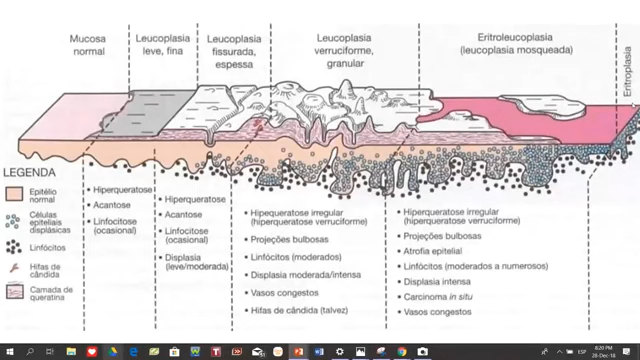 Mucosa
normal
Leucoplasia
leve, fina
Leucoplasia
fissurada,
espessa
Leucoplasia
verruciforme,
granular
Eritroleucoplasia
(leucoplasia mosqueada)
Eritroplasia
LEGENDA
Epitélio
normal
Células
epiteliais
displásicas
Linfócitos
Hifas de
cândida
Camada de
queratina
• Hiperqueratose
• Acantose
• Linfocitose
(ocasional)
• Hiperqueratose
• Acantose
• Linfocitose
(ocasional)
• Displasia
(leve/moderada)
• Hipequeratose irregular
(hiperqueratose verruciforme)
• Projeções bulbosas
• Linfócitos (moderados)
• Displasia moderada/intensa
• Vasos congestos
• Hifas de cândida (talvez)
• Hiperqueratose irregular
(hiperqueratose verruciforme)
• Projeções bulbosas
• Atrofia epitelial
• Linfócitos (moderados a numerosos)
• Displasia intensa
• Carcinoma in situ
• Vasos congestos
ESP
8:20 PM
20-Dec-18